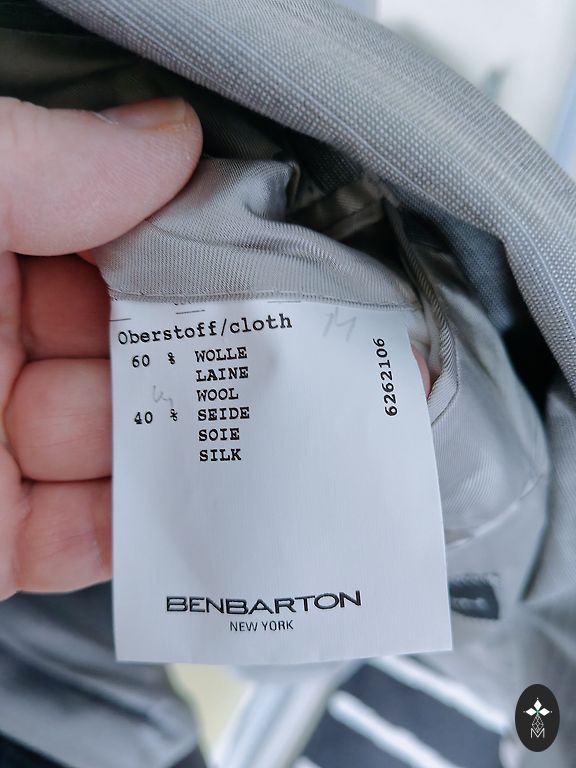 Oberstoff/cloth
60 % WOLLE
LAINE
WOOL
40 % SEIDE
SOIE
SILK
6262106
BENBARTON
NEW YORK
M